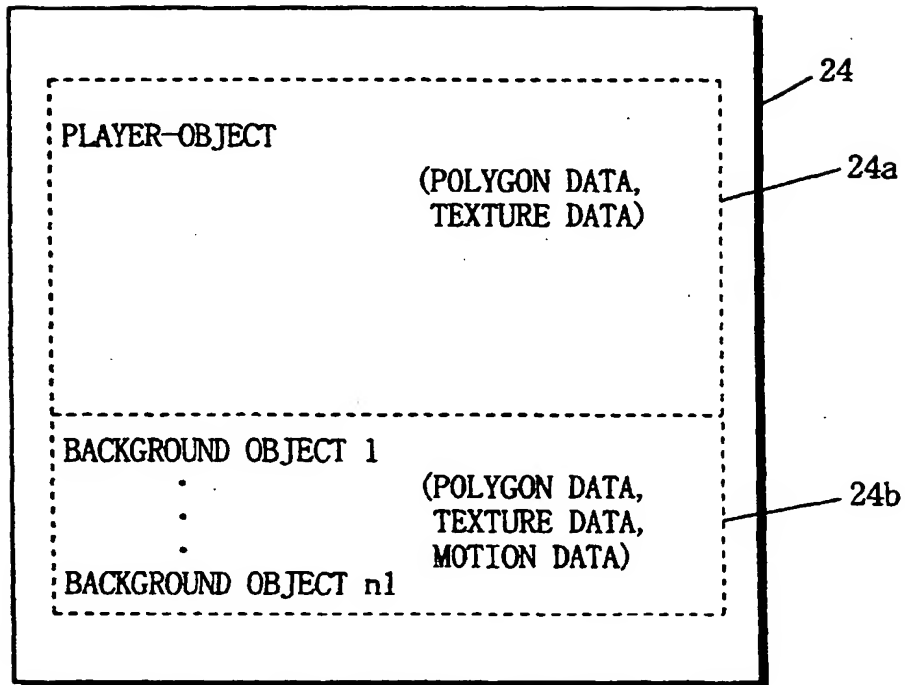 24
PLAYER-OBJECT
24a
(POLYGON DATA,
TEXTURE DATA)
BACKGROUND OBJECT 1
(POLYGON DATA,
24b
TEXTURE DATA,
MOTION DATA)
BACKGROUND OBJECT n1